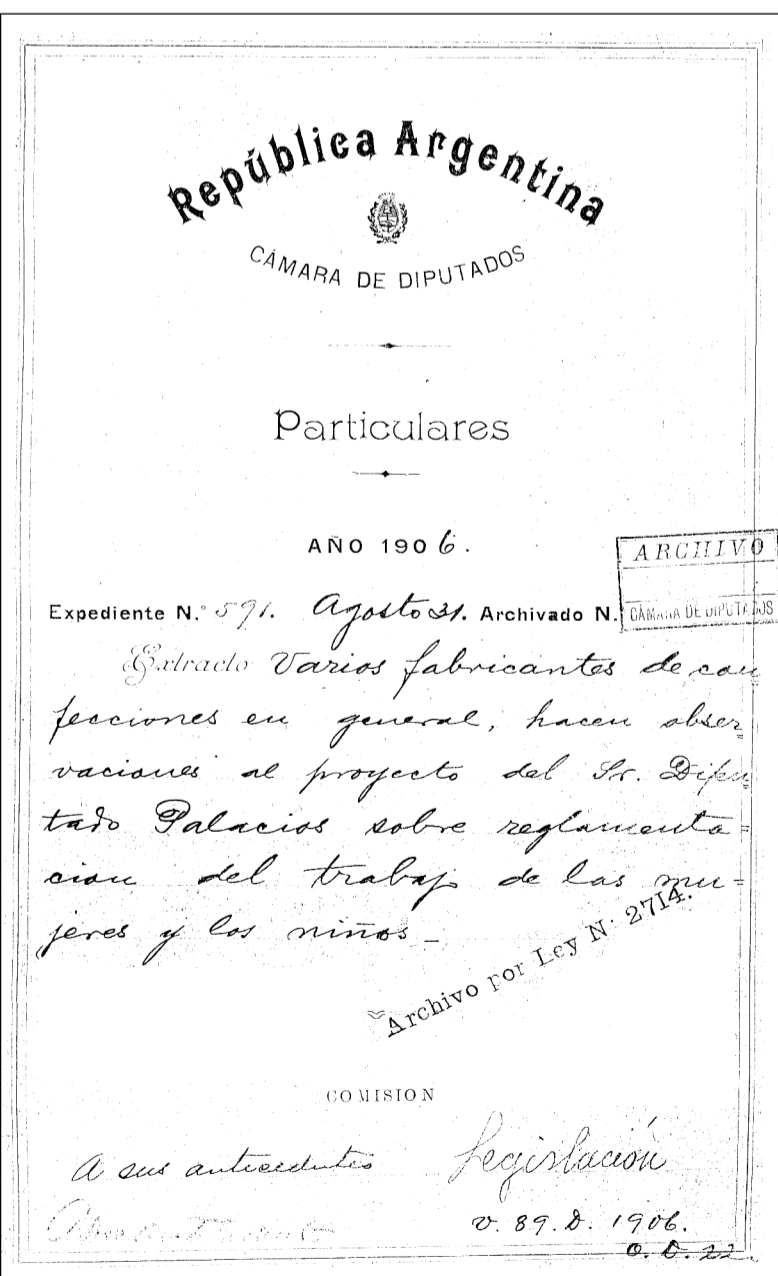 República Argentina
CÁMARA DE DIPUTADOS
Particulares
AÑO 1906.
ARCHIVO
CÁMARA DE DIPUTADOS
Expediente N.º 591. Agosto 31. Archivado N.
Extracto Varios fabricantes de con
fecciones en general, hacen obser=
vaciones al proyecto del Sr. Dipu
tado Palacios sobre reglamenta=
cion del trabajo de las mu=
jeres y los niños_
Archivo por Ley N.º 2714.
COMISION
A sus antecedentes Legislación
v. 89. D. 1906.
O. D. 22.